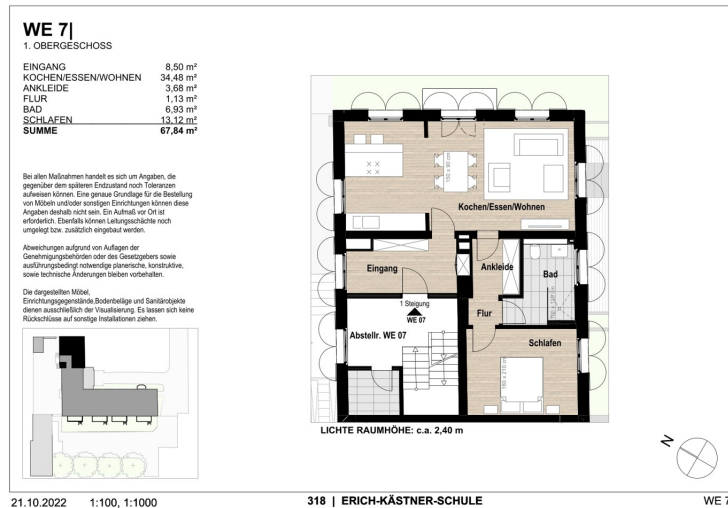 WE 7|
1. OBERGESCHOSS
EINGANG 8,50 m²
KOCHEN/ESSEN/WOHNEN 34,48 m²
ANKLEIDE 3,68 m²
FLUR 1,13 m²
BAD 6,93 m²
SCHLAFEN 13,12 m²
SUMME 67,84 m²
Bei allen Maßnahmen handelt es sich um Angaben, die
gegenüber dem späteren Endzustand noch Toleranzen
aufweisen können. Eine genaue Grundlage für die Bestellung
von Möbeln und/oder sonstigen Einrichtungen können diese
Angaben deshalb nicht sein. Ein Aufmaß vor Ort ist
erforderlich. Ebenfalls können Leitungsschächte noch
umgelegt bzw. zusätzlich eingebaut werden.
Abweichungen aufgrund von Auflagen der
Genehmigungsbehörden oder des Gesetzgebers sowie
ausführungsbedingt notwendige planerische, konstruktive,
sowie technische Änderungen bleiben vorbehalten.
Die dargestellten Möbel,
Einrichtungsgegenstände,Bodenbeläge und Sanitärobjekte
dienen ausschließlich der Visualisierung. Es lassen sich keine
Rückschlüsse auf sonstige Installationen ziehen.
150 x 90 cm
Kochen/Essen/Wohnen
Eingang
Ankleide
Bad
1 Steigung
WE 07
Flur
Abstellr. WE 07
Schlafen
160 x 210 cm
LICHTE RAUMHÖHE: c.a. 2,40 m
N
21.10.2022 1:100, 1:1000
318 | ERICH-KÄSTNER-SCHULE
WE 7